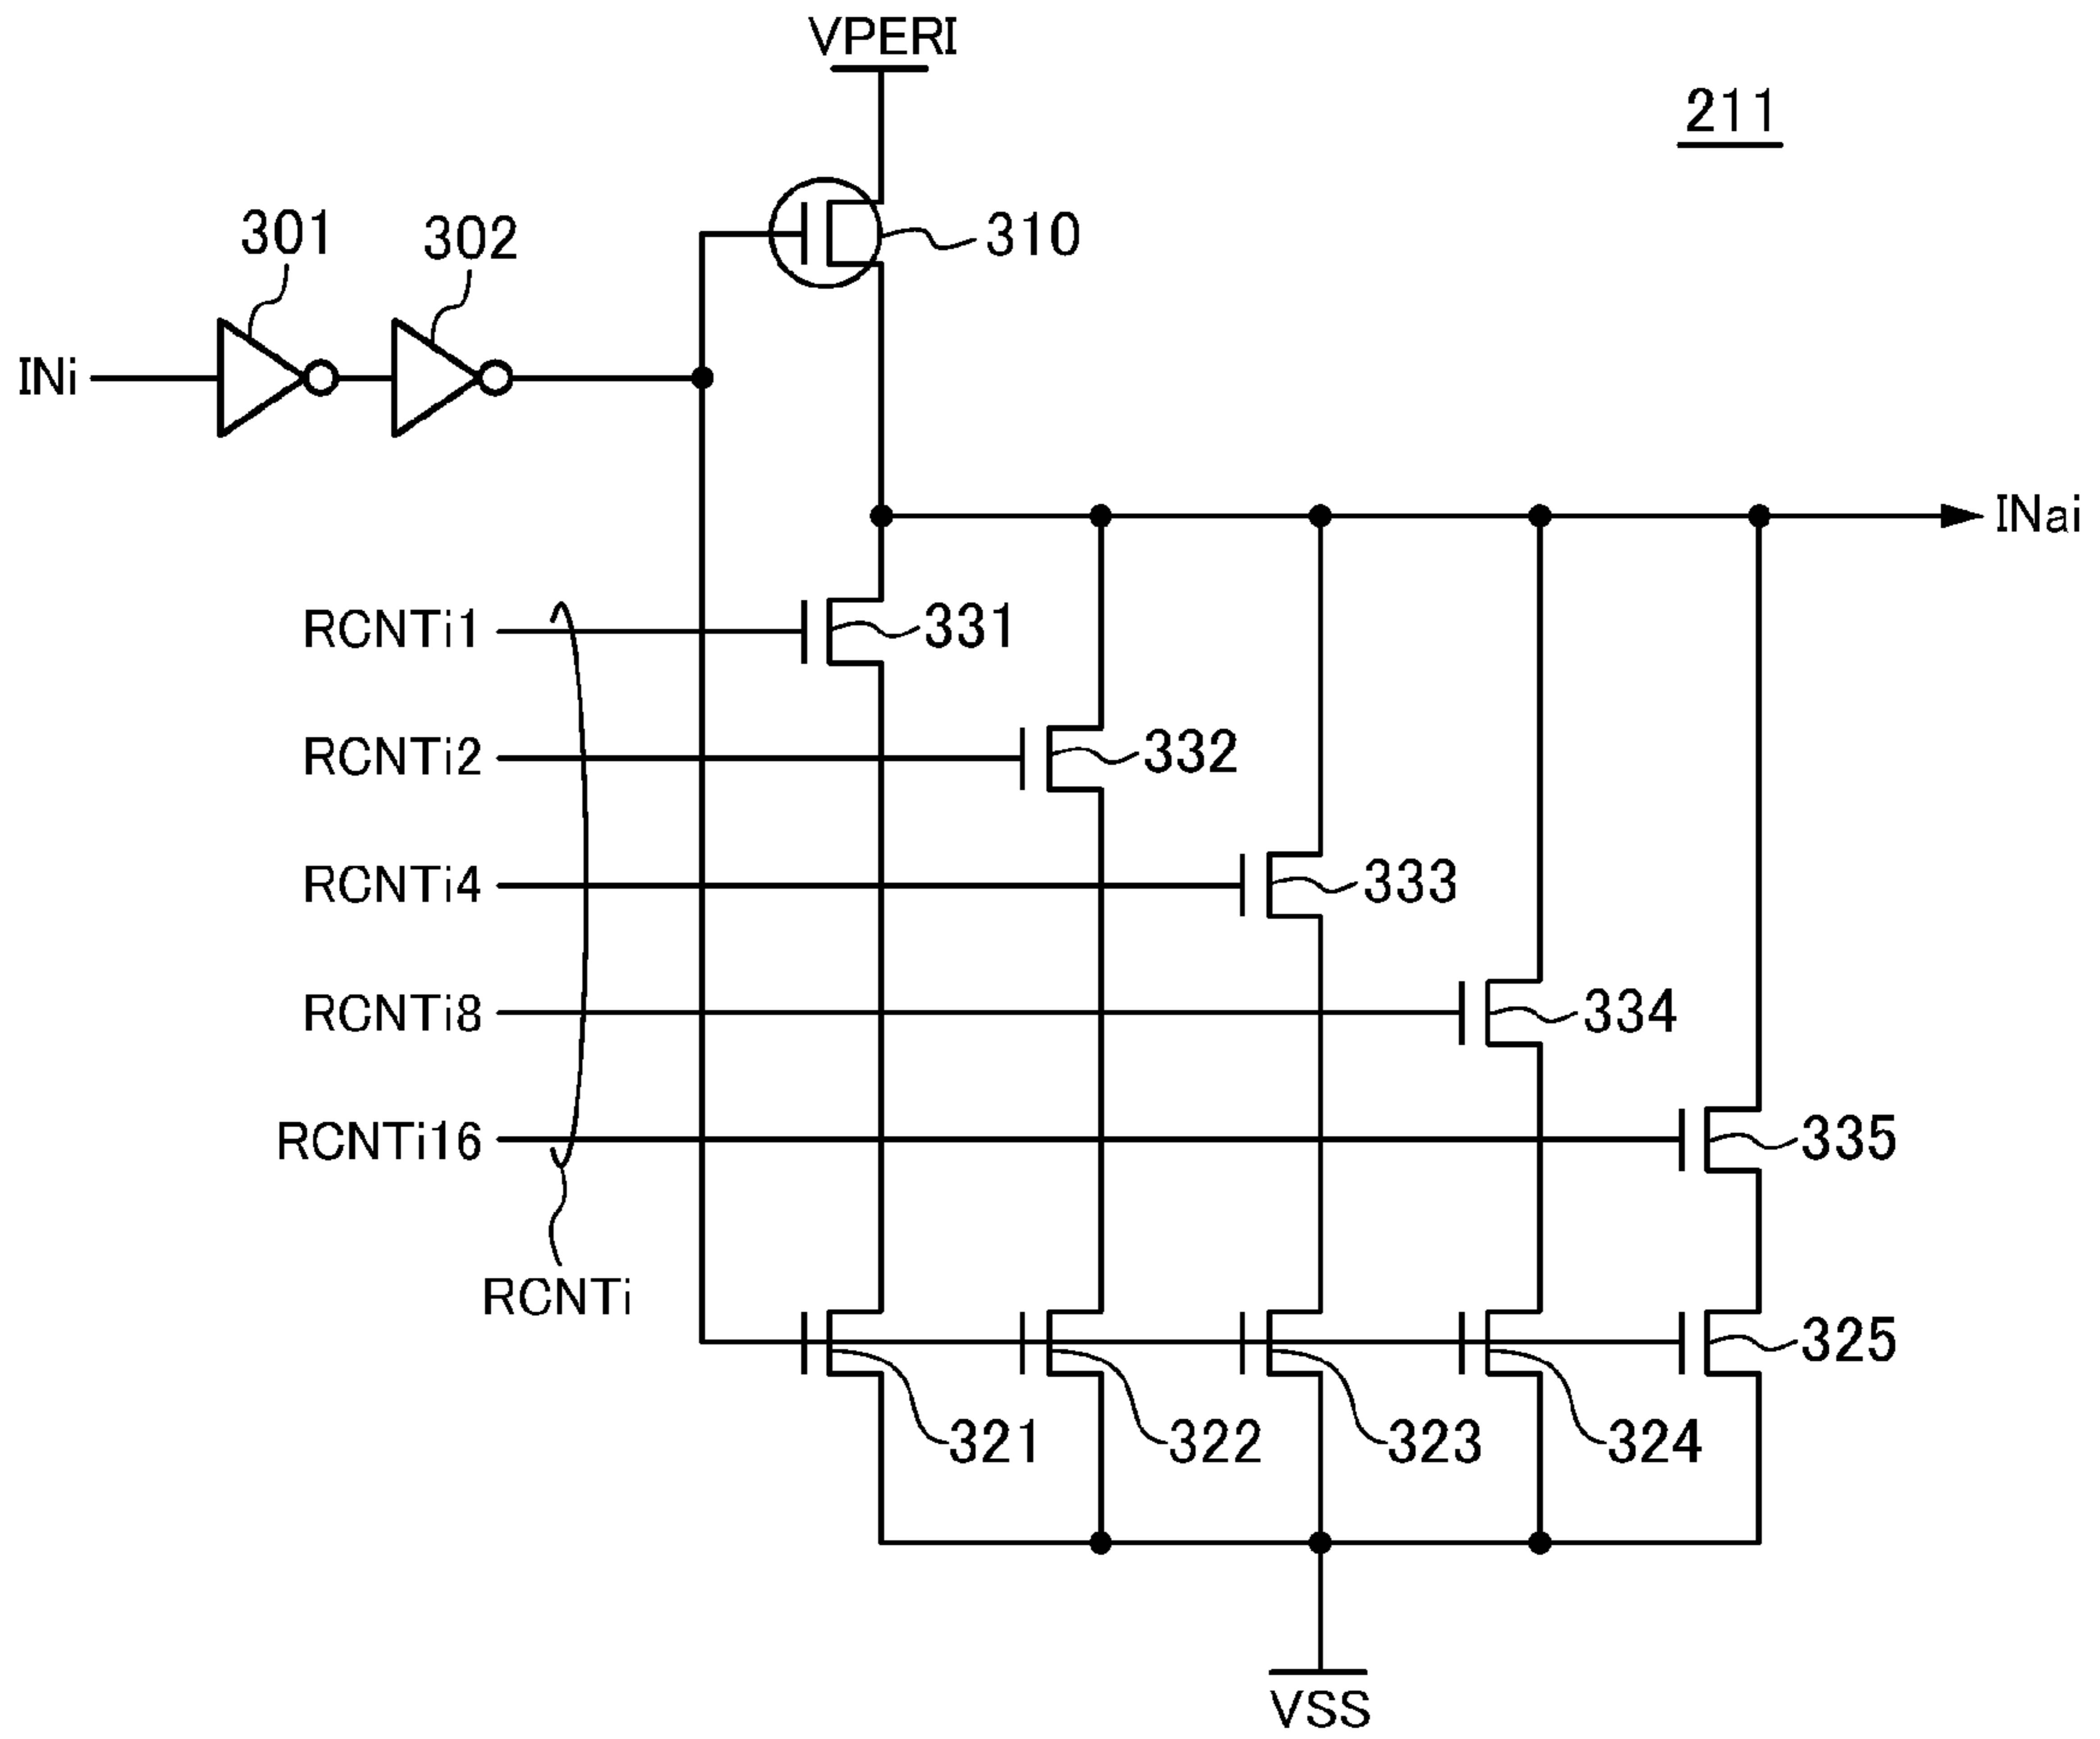 VPERI
211
301
302
310
INi
INai
RCNTi1
331
RCNTi2
332
RCNTi4
333
RCNTi8
334
RCNTi16
335
RCNTi
325
321
322
323
324
VSS